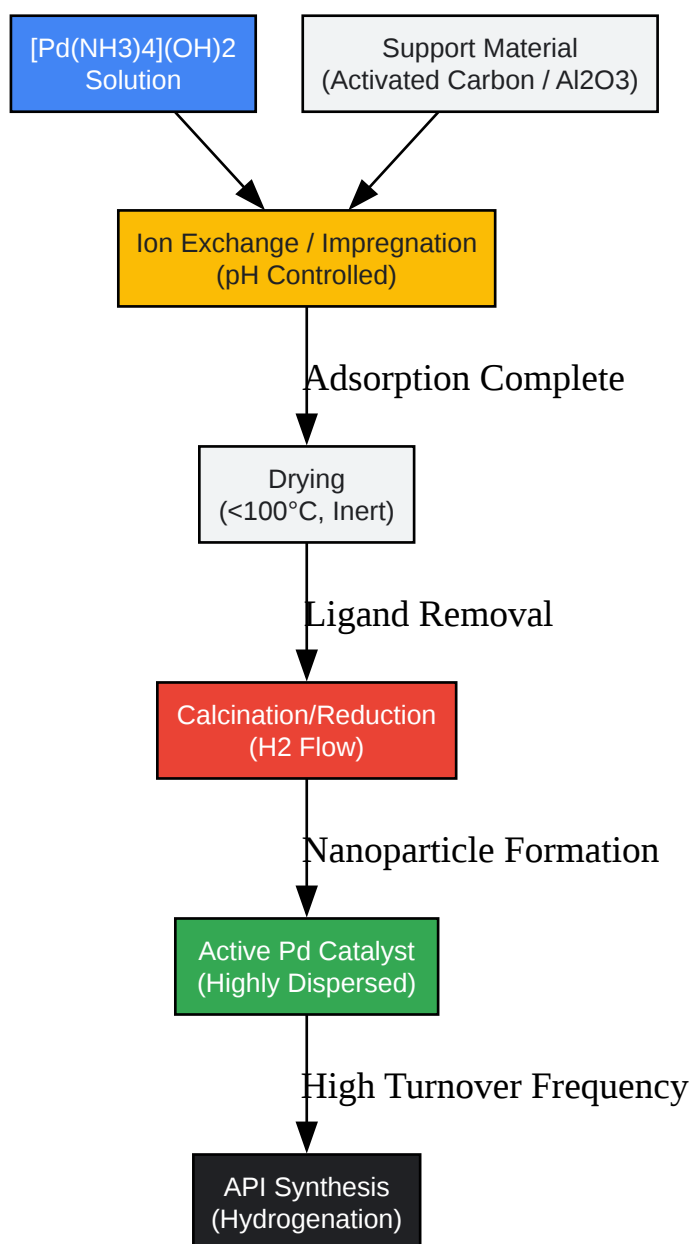 [Pd(NH3)4](OH)2
Solution
Support Material
(Activated Carbon / Al2O3)
Ion Exchange / Impregnation
(pH Controlled)
Adsorption Complete
Drying
(<100°C, Inert)
Ligand Removal
Calcination/Reduction
(H2 Flow)
Nanoparticle Formation
Active Pd Catalyst
(Highly Dispersed)
High Turnover Frequency
API Synthesis
(Hydrogenation)